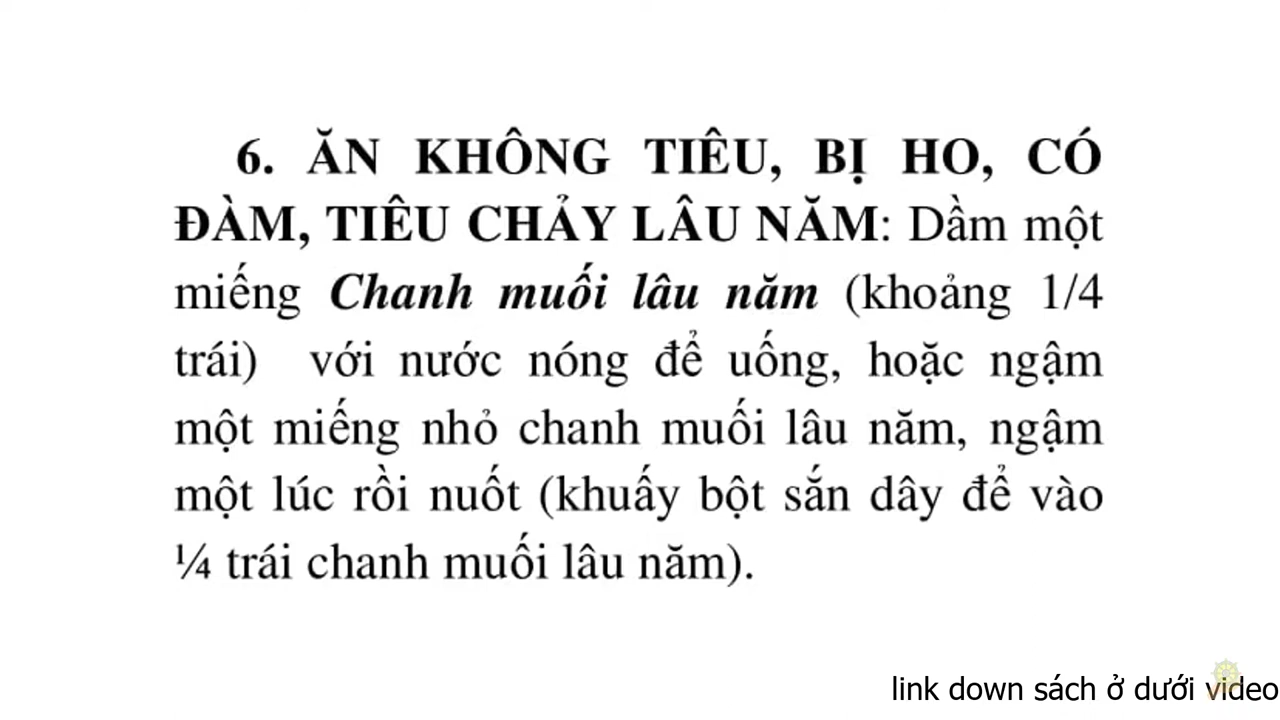 6. ĂN KHÔNG TIÊU, BỊ HO, CÓ
ĐÀM, TIÊU CHẢY LÂU NĂM: Dầm một
miếng Chanh muối lâu năm (khoảng 1/4
trái) với nước nóng để uống, hoặc ngậm
một miếng nhỏ chanh muối lâu năm, ngậm
một lúc rồi nuốt (khuấy bột sắn dây để vào
¼ trái chanh muối lâu năm).
link down sách ở dưới video